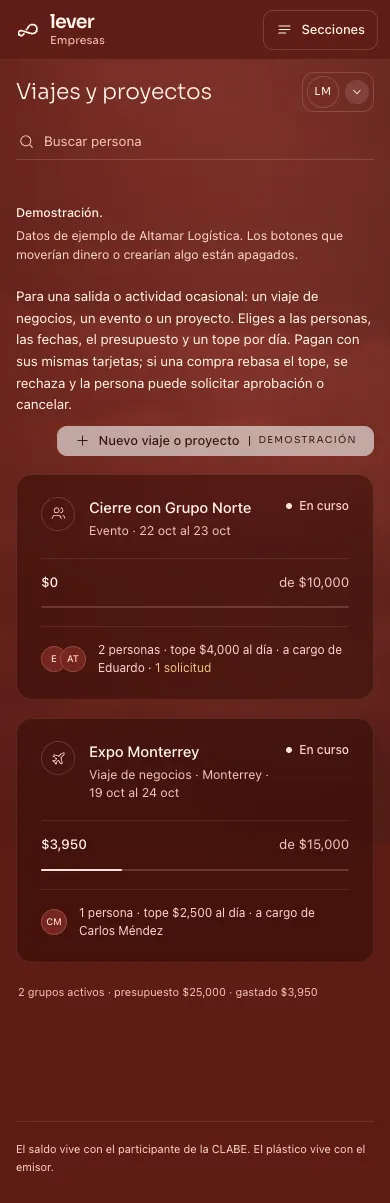 lever
Empresas
Secciones
Viajes y proyectos
LM
Buscar persona
Demostración.
Datos de ejemplo de Altamar Logística. Los botones que
moverían dinero o crearían algo están apagados.
Para una salida o actividad ocasional: un viaje de
negocios, un evento o un proyecto. Eliges a las personas,
las fechas, el presupuesto y un tope por día. Pagan con
sus mismas tarjetas; si una compra rebasa el tope, se
rechaza y la persona puede solicitar aprobación o
cancelar.
Nuevo viaje o proyecto | DEMOSTRACIÓN
Cierre con Grupo Norte
En curso
Evento · 22 oct al 23 oct
$0
de $10,000
E AT
2 personas · tope $4,000 al día · a cargo de
Eduardo · 1 solicitud
Expo Monterrey
En curso
Viaje de negocios · Monterrey ·
19 oct al 24 oct
$3,950
de $15,000
CM
1 persona · tope $2,500 al día · a cargo de
Carlos Méndez
2 grupos activos · presupuesto $25,000 · gastado $3,950
El saldo vive con el participante de la CLABE. El plástico vive con el
emisor.